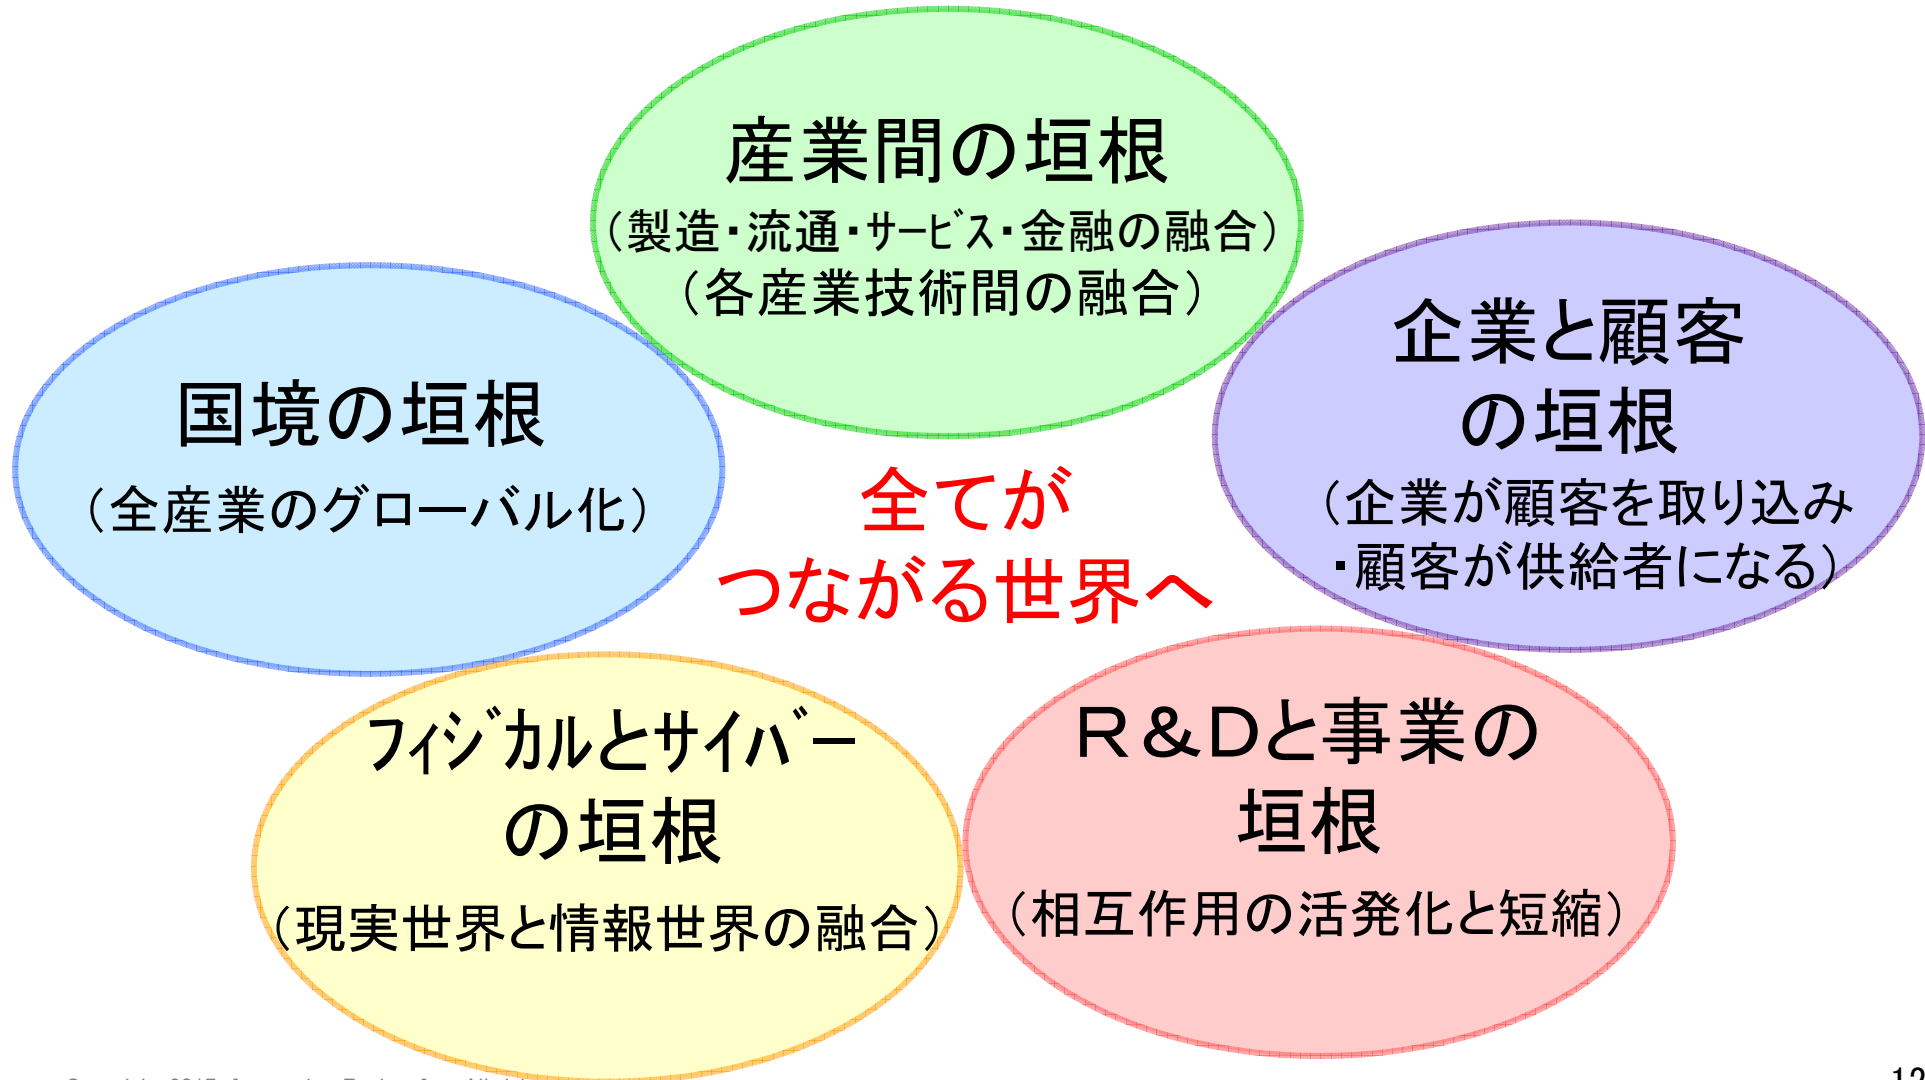 産業間の垣根
（製造・流通・ｻｰﾋﾞｽ・金融の融合）
（各産業技術間の融合）
国境の垣根
（全産業のグローバル化）
企業と顧客
の垣根
（企業が顧客を取り込み
・顧客が供給者になる）
全てが
つながる世界へ
ﾌｨｼﾞｶﾙとｻｲﾊﾞｰ
の垣根
（現実世界と情報世界の融合）
Ｒ＆Ｄと事業の
垣根
（相互作用の活発化と短縮）
12